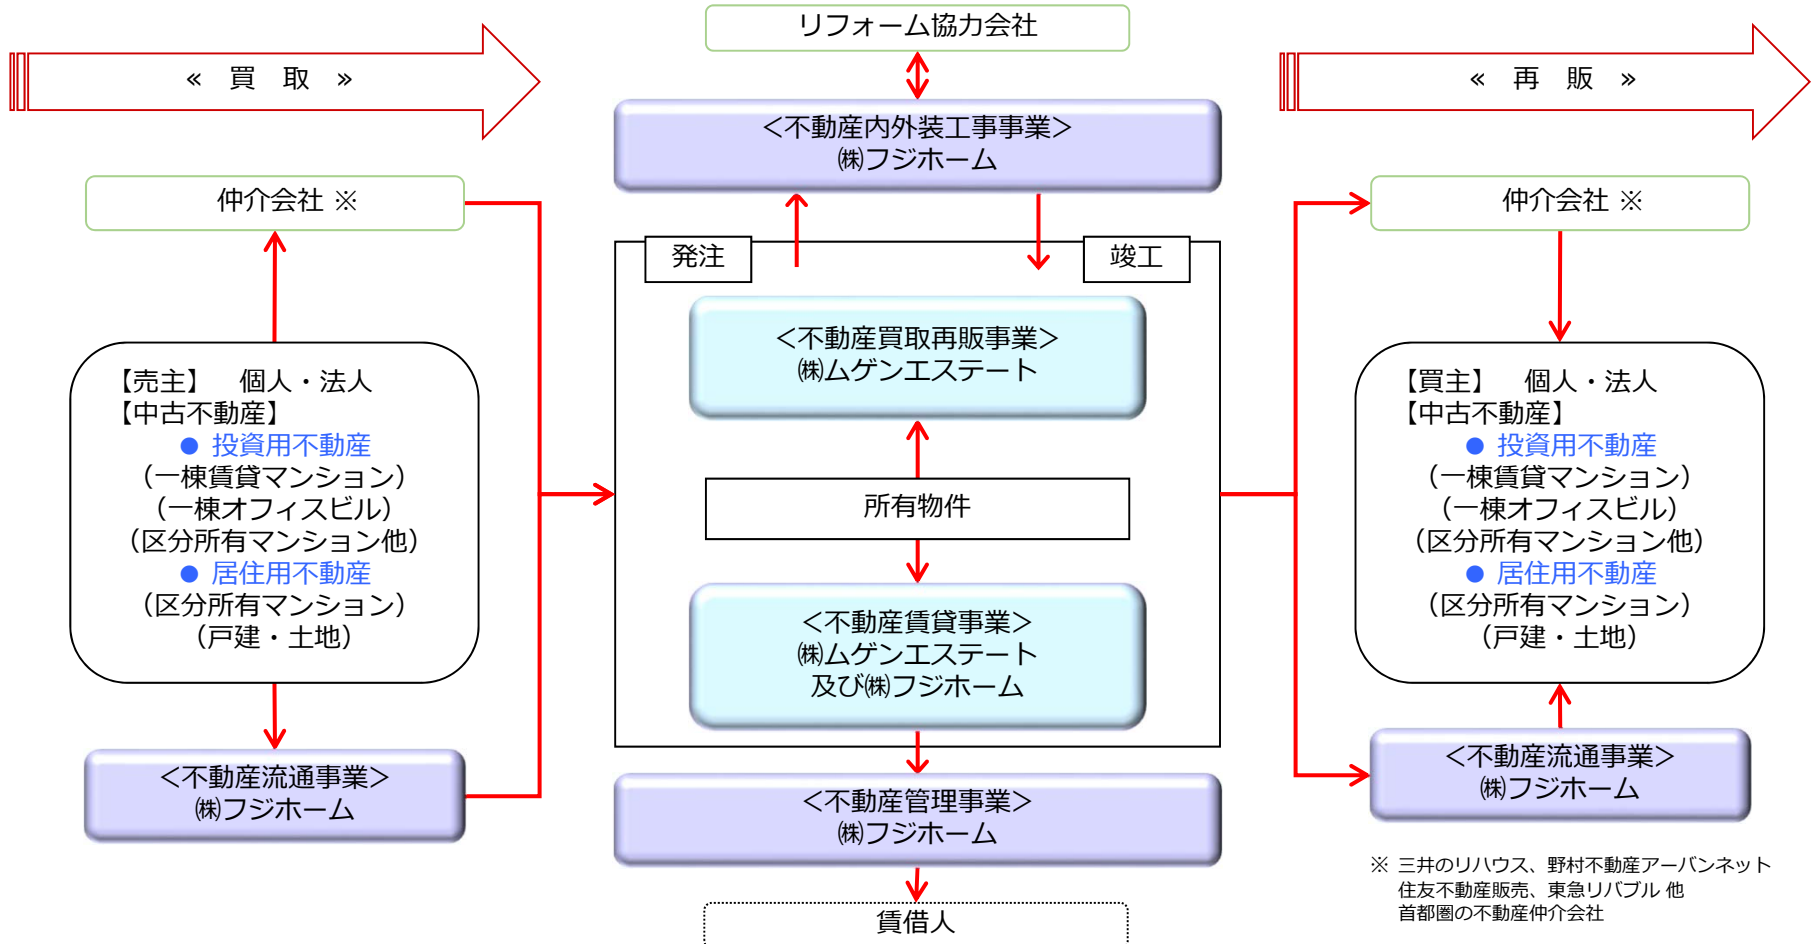 リフォーム協力会社
« 買 取 »
« 再 販 »
＜不動産内外装工事事業＞
㈱フジホーム
仲介会社 ※
仲介会社 ※
発注
竣工
＜不動産買取再販事業＞
㈱ムゲンエステート
【売主】 個人・法人
【中古不動産】
● 投資用不動産
（一棟賃貸マンション）
（一棟オフィスビル）
（区分所有マンション他）
● 居住用不動産
（区分所有マンション）
（戸建・土地）
所有物件
【買主】 個人・法人
【中古不動産】
● 投資用不動産
（一棟賃貸マンション）
（一棟オフィスビル）
（区分所有マンション他）
● 居住用不動産
（区分所有マンション）
（戸建・土地）
＜不動産賃貸事業＞
㈱ムゲンエステート
及び㈱フジホーム
＜不動産流通事業＞
㈱フジホーム
＜不動産管理事業＞
㈱フジホーム
＜不動産流通事業＞
㈱フジホーム
賃借人
※ 三井のリハウス、野村不動産アーバンネット
住友不動産販売、東急リバブル 他
首都圏の不動産仲介会社